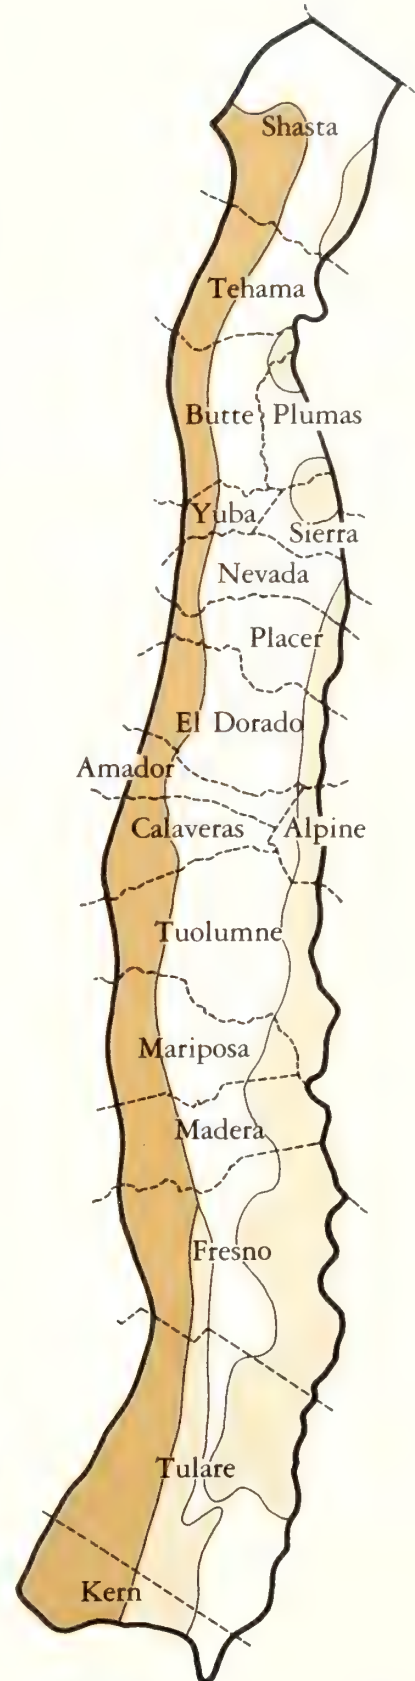 Shasta
Tehama
Butte Plumas
Yuba
Sierra
Nevada
Placer
El Dorado
Amador
Calaveras Alpine
Tuolumne
Mariposa
Madera
Fresno
Tulare
Kern